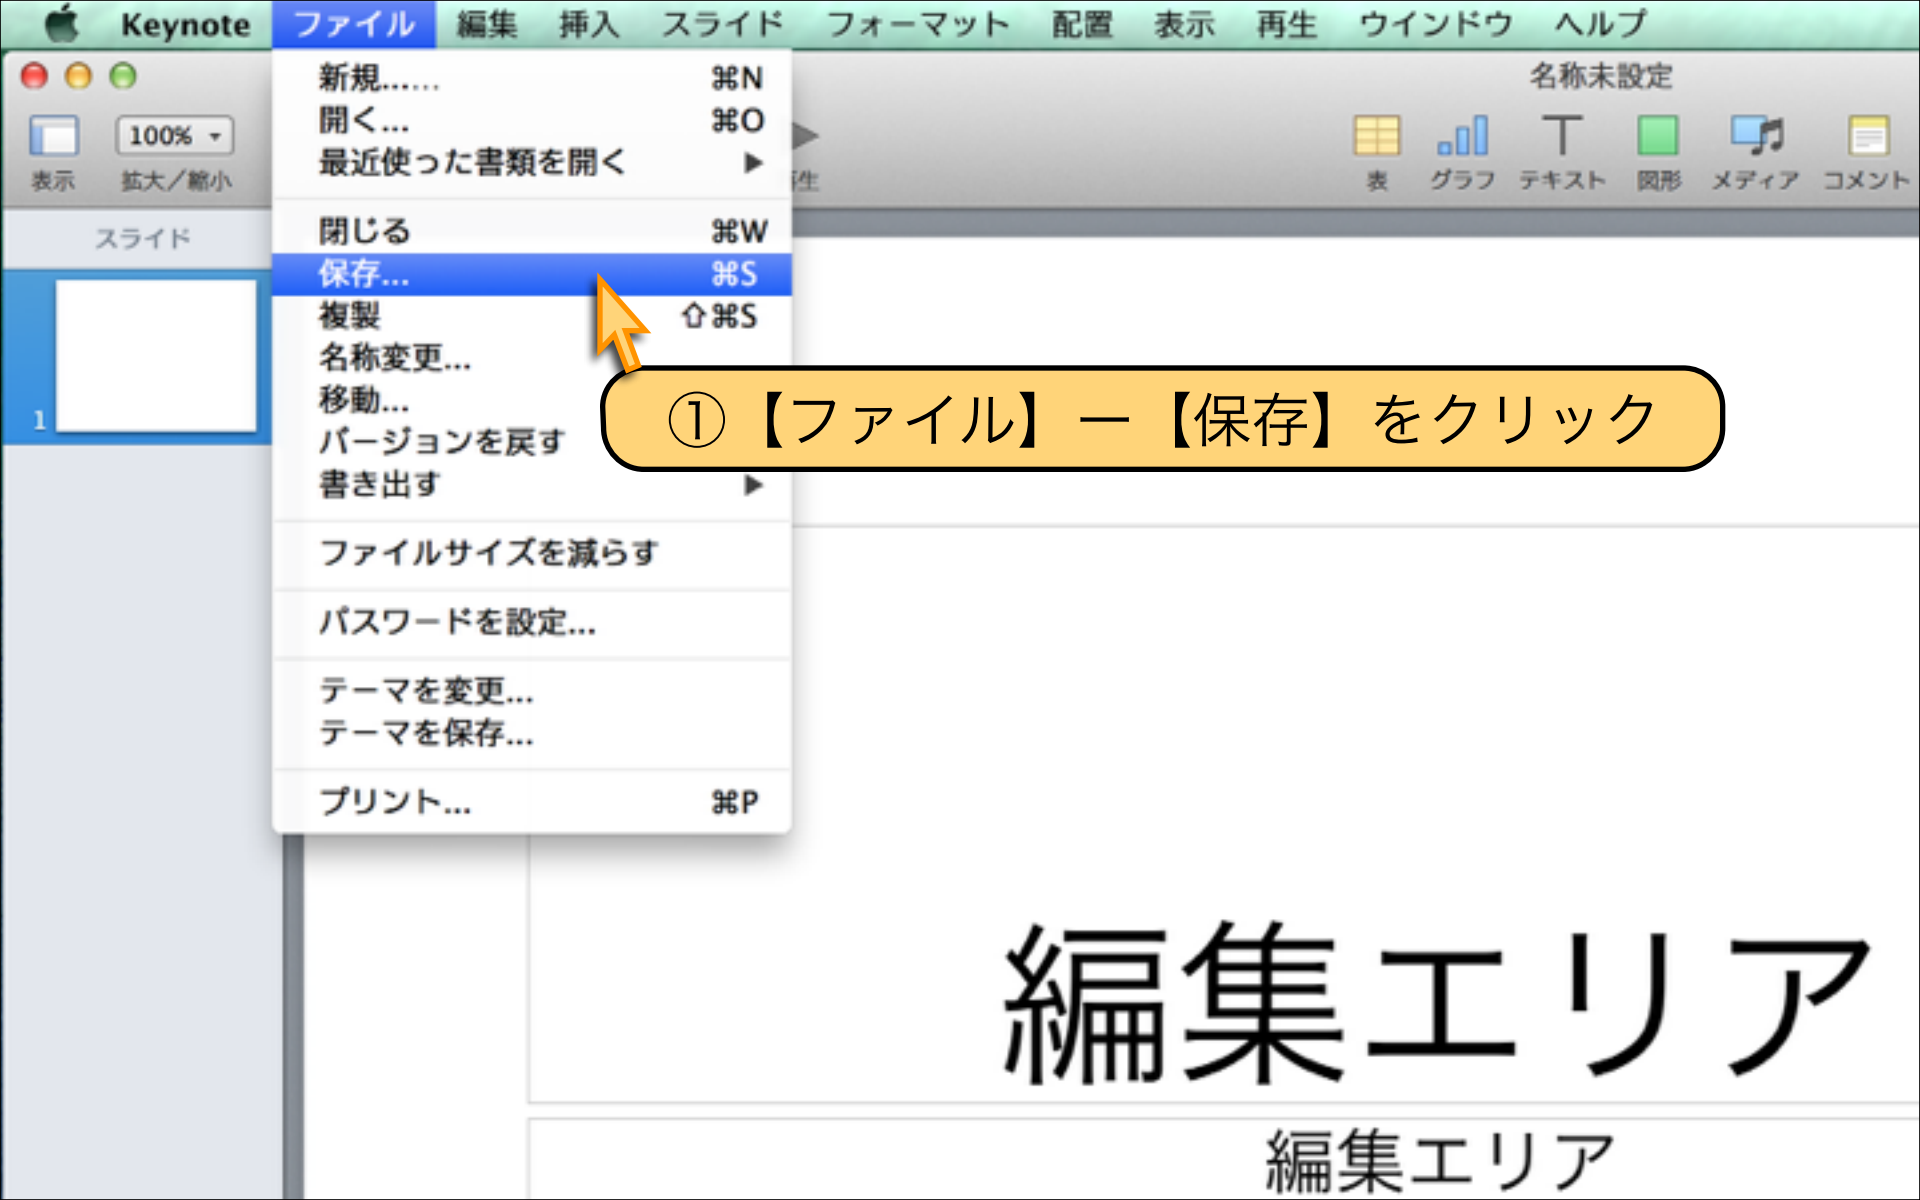 Keynote ファイル 編集 挿入 スライド フォーマット 配置 表示 再生 ウインドウ ヘルプ
名称未設定
100%
表示 拡大／縮小
表 グラフ テキスト 図形 メディア コメント
スライド
1
新規...... ⌘N
開く... ⌘O
最近使った書類を開く ▶
閉じる ⌘W
保存... ⌘S
複製 ⇧⌘S
名称変更...
移動...
バージョンを戻す
書き出す ▶
ファイルサイズを減らす
パスワードを設定...
テーマを変更...
テーマを保存...
プリント... ⌘P
①【ファイル】ー【保存】をクリック
編集エリア
編集エリア